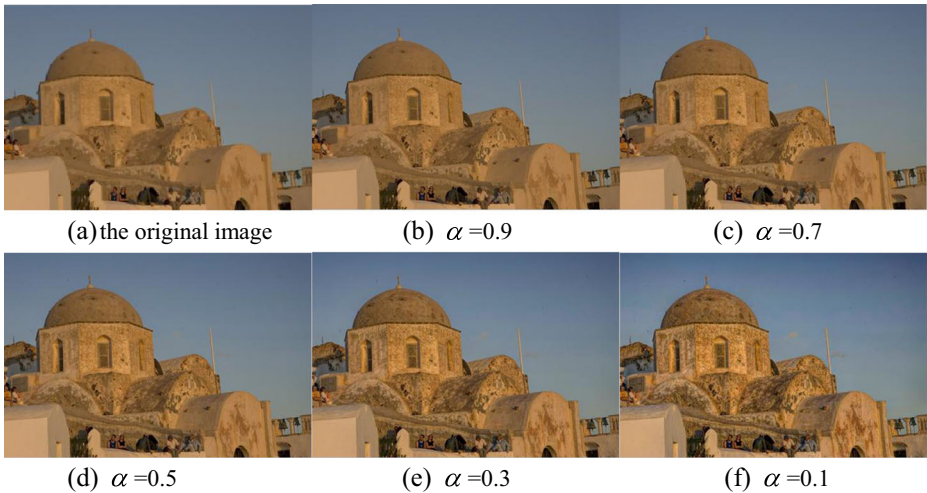 (a) the original image
(b) α =0.9
(c) α =0.7
(d) α =0.5
(e) α =0.3
(f) α =0.1